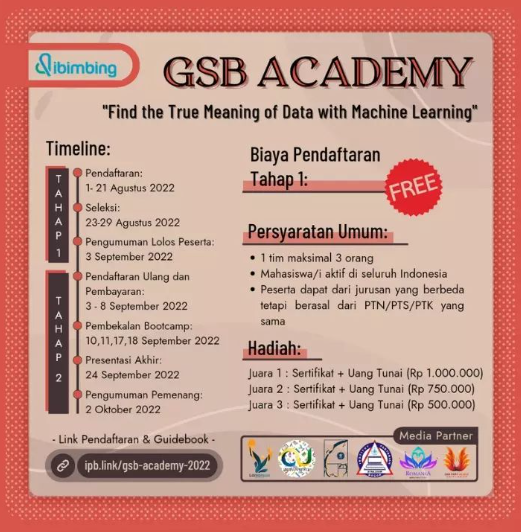 dibimbing
GSB ACADEMY
"Find the True Meaning of Data with Machine Learning"
Timeline:
TAHAP 1
Pendaftaran:
1- 21 Agustus 2022
Seleksi:
23-29 Agustus 2022
Pengumuman Lolos Peserta:
3 September 2022
TAHAP 2
Pendaftaran Ulang dan
Pembayaran:
3 - 8 September 2022
Pembekalan Bootcamp:
10,11,17,18 September 2022
Presentasi Akhir:
24 September 2022
Pengumuman Pemenang:
2 Oktober 2022
Biaya Pendaftaran
Tahap 1:
FREE
Persyaratan Umum:
• 1 tim maksimal 3 orang
• Mahasiswa/i aktif di seluruh Indonesia
• Peserta dapat dari jurusan yang berbeda
tetapi berasal dari PTN/PTS/PTK yang
sama
Hadiah:
Juara 1 : Sertifikat + Uang Tunai (Rp 1.000.000)
Juara 2 : Sertifikat + Uang Tunai (Rp 750.000)
Juara 3 : Sertifikat + Uang Tunai (Rp 500.000)
- Link Pendaftaran & Guidebook -
ipb.link/gsb-academy-2022
Media Partner